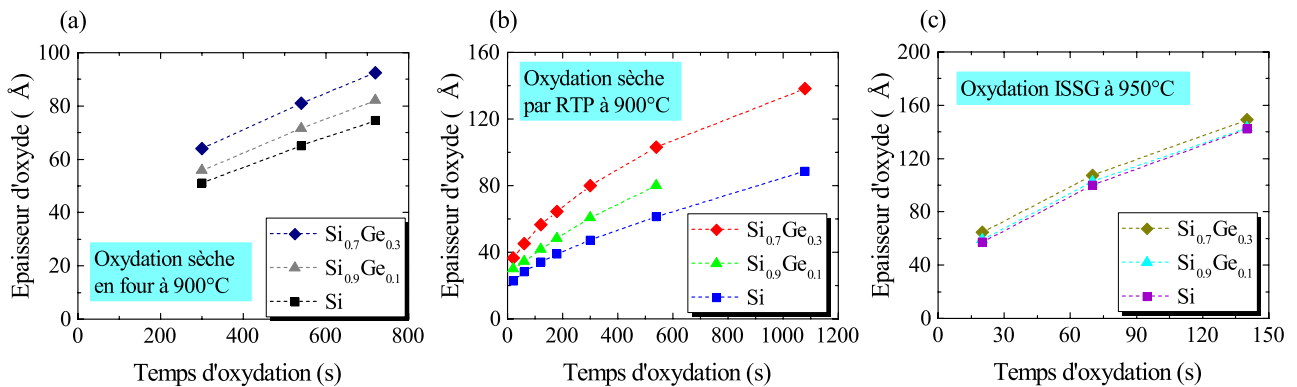 (a)
100
80
60
40
20
0
0 200 400 600 800
Epaisseur d'oxyde ( Å)
Temps d'oxydation (s)
Oxydation sèche
en four à 900°C
Si0.7Ge0.3
Si0.9Ge0.1
Si
(b)
160
120
80
40
0
0 200 400 600 800 1000 1200
Epaisseur d'oxyde ( Å)
Temps d'oxydation (s)
Oxydation sèche
par RTP à 900°C
Si0.7Ge0.3
Si0.9Ge0.1
Si
(c)
200
160
120
80
40
0
0 30 60 90 120 150
Epaisseur d'oxyde ( Å)
Temps d'oxydation (s)
Oxydation ISSG à 950°C
Si0.7Ge0.3
Si0.9Ge0.1
Si